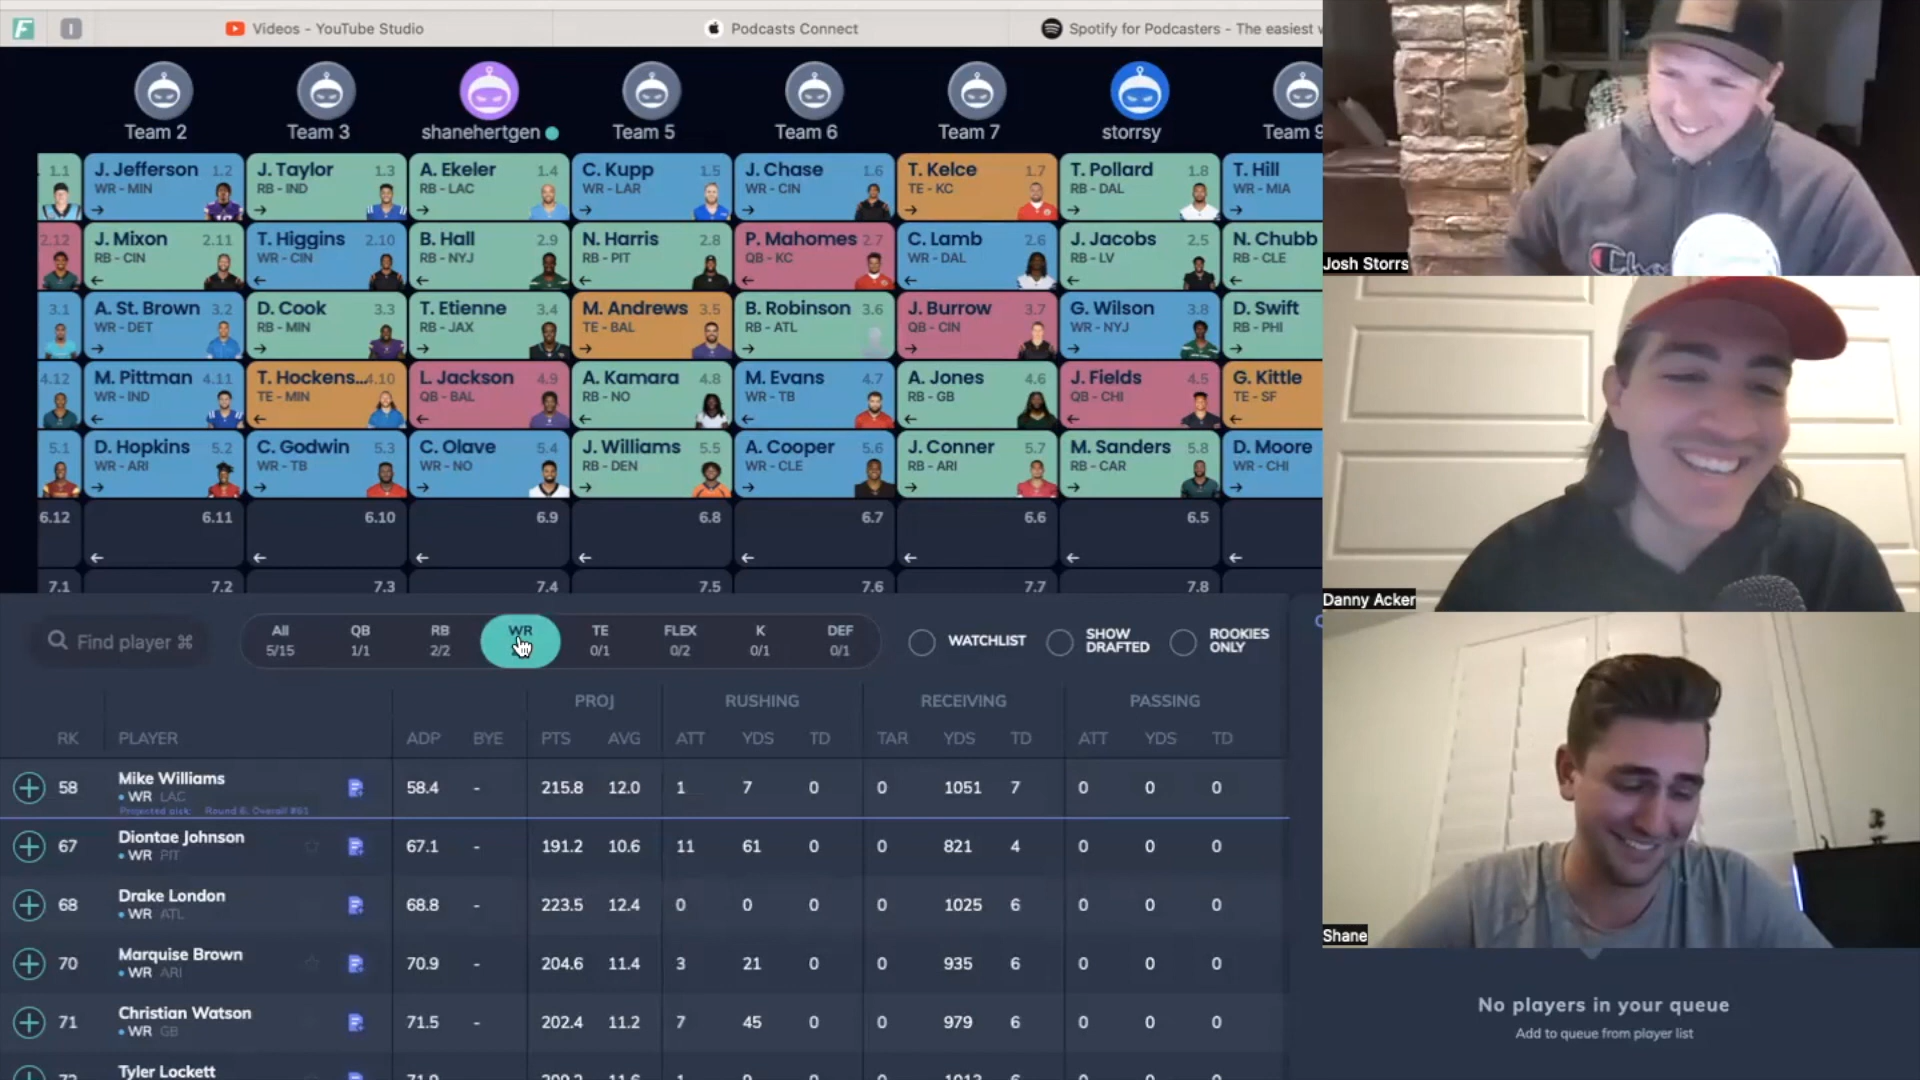 Videos - YouTube Studio
Podcasts Connect
Spotify for Podcasters - The easiest
Team 2
Team 3
shanehertgen
Team 5
Team 6
Team 7
storrsy
Team 9
1.1
J. Jefferson 1.2
WR - MIN
J. Taylor 1.3
RB - IND
A. Ekeler 1.4
RB - LAC
C. Kupp 1.5
WR - LAR
J. Chase 1.6
WR - CIN
T. Kelce 1.7
TE - KC
T. Pollard 1.8
RB - DAL
T. Hill
WR - MIA
2.12
J. Mixon 2.11
RB - CIN
T. Higgins 2.10
WR - CIN
B. Hall 2.9
RB - NYJ
N. Harris 2.8
RB - PIT
P. Mahomes 2.7
QB - KC
C. Lamb 2.6
WR - DAL
J. Jacobs 2.5
RB - LV
N. Chubb
RB - CLE
3.1
A. St. Brown 3.2
WR - DET
D. Cook 3.3
RB - MIN
T. Etienne 3.4
RB - JAX
M. Andrews 3.5
TE - BAL
B. Robinson 3.6
RB - ATL
J. Burrow 3.7
QB - CIN
G. Wilson 3.8
WR - NYJ
D. Swift
RB - PHI
4.12
M. Pittman 4.11
WR - IND
T. Hockens... 4.10
TE - MIN
L. Jackson 4.9
QB - BAL
A. Kamara 4.8
RB - NO
M. Evans 4.7
WR - TB
A. Jones 4.6
RB - GB
J. Fields 4.5
QB - CHI
G. Kittle
TE - SF
5.1
D. Hopkins 5.2
WR - ARI
C. Godwin 5.3
WR - TB
C. Olave 5.4
WR - NO
J. Williams 5.5
RB - DEN
A. Cooper 5.6
WR - CLE
J. Conner 5.7
RB - ARI
M. Sanders 5.8
RB - CAR
D. Moore
WR - CHI
6.12 6.11 6.10 6.9 6.8 6.7 6.6 6.5
7.1 7.2 7.3 7.4 7.5 7.6 7.7 7.8
Find player ⌘
All QB RB WR TE FLEX K DEF
5/15 1/1 2/2 0/1 0/2 0/1 0/1
WATCHLIST
SHOW DRAFTED
ROOKIES ONLY
PROJ RUSHING RECEIVING PASSING
RK PLAYER ADP BYE PTS AVG ATT YDS TD TAR YDS TD ATT YDS TD
58 Mike Williams 58.4 - 215.8 12.0 1 7 0 0 1051 7 0 0 0
WR LAC
Projected pick: Round 6, Overall #61
67 Diontae Johnson 67.1 - 191.2 10.6 11 61 0 0 821 4 0 0 0
WR PIT
68 Drake London 68.8 - 223.5 12.4 0 0 0 0 1025 6 0 0 0
WR ATL
70 Marquise Brown 70.9 - 204.6 11.4 3 21 0 0 935 6 0 0 0
WR ARI
71 Christian Watson 71.5 - 202.4 11.2 7 45 0 0 979 6 0 0 0
WR GB
Tyler Lockett
Josh Storrs
Danny Acker
Shane
No players in your queue
Add to queue from player list